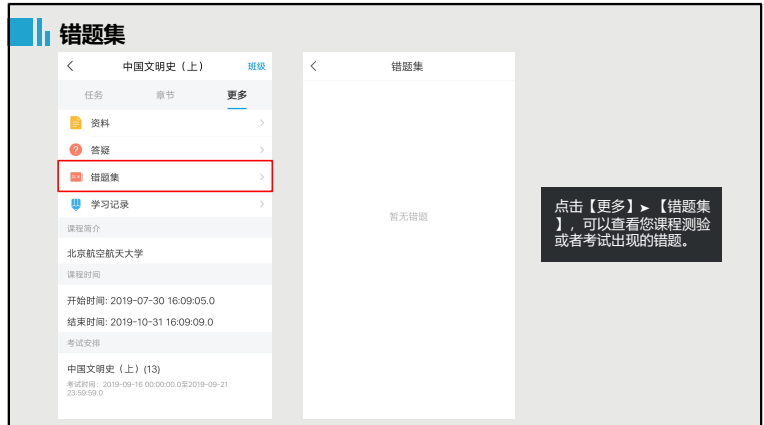 错题集
中国文明史（上） 班级
任务 章节 更多
资料
答疑
错题集
学习记录
课程简介
北京航空航天大学
课程时间
开始时间: 2019-07-30 16:09:05.0
结束时间: 2019-10-31 16:09:09.0
考试安排
中国文明史（上）(13)
考试时间：2019-09-16 00:00:00.0至2019-09-21
23:59:59.0
错题集
暂无错题
点击【更多】➤【错题集
】，可以查看您课程测验
或者考试出现的错题。